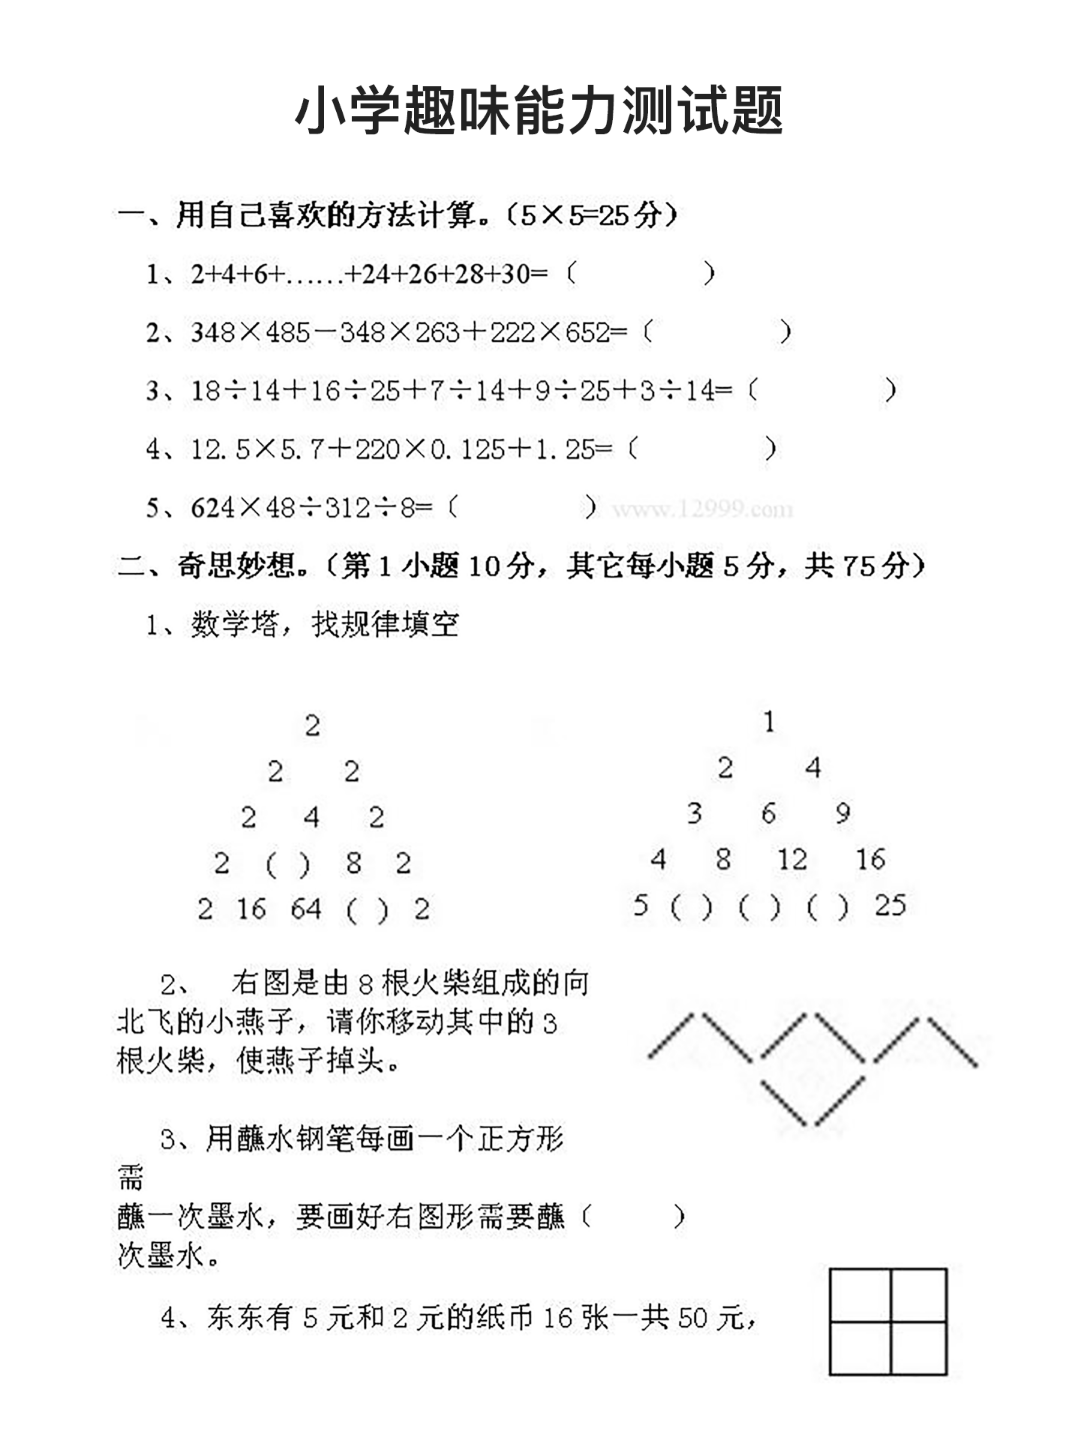 小学趣味能力测试题
一、用自己喜欢的方法计算。（5×5=25分）
1、2+4+6+……+24+26+28+30=（ ）
2、348×485－348×263＋222×652=（ ）
3、18÷14＋16÷25＋7÷14＋9÷25＋3÷14=（ ）
4、12.5×5.7＋220×0.125＋1.25=（ ）
5、624×48÷312÷8=（ ） www.12999.com
二、奇思妙想。（第1小题10分，其它每小题5分，共75分）
1、数学塔，找规律填空
2
2 2
2 4 2
2 ( ) 8 2
2 16 64 ( ) 2
1
2 4
3 6 9
4 8 12 16
5 ( ) ( ) ( ) 25
2、 右图是由8根火柴组成的向
北飞的小燕子，请你移动其中的3
根火柴，使燕子掉头。
3、用蘸水钢笔每画一个正方形
需
蘸一次墨水，要画好右图形需要蘸（ ）
次墨水。
4、东东有5元和2元的纸币16张一共50元，